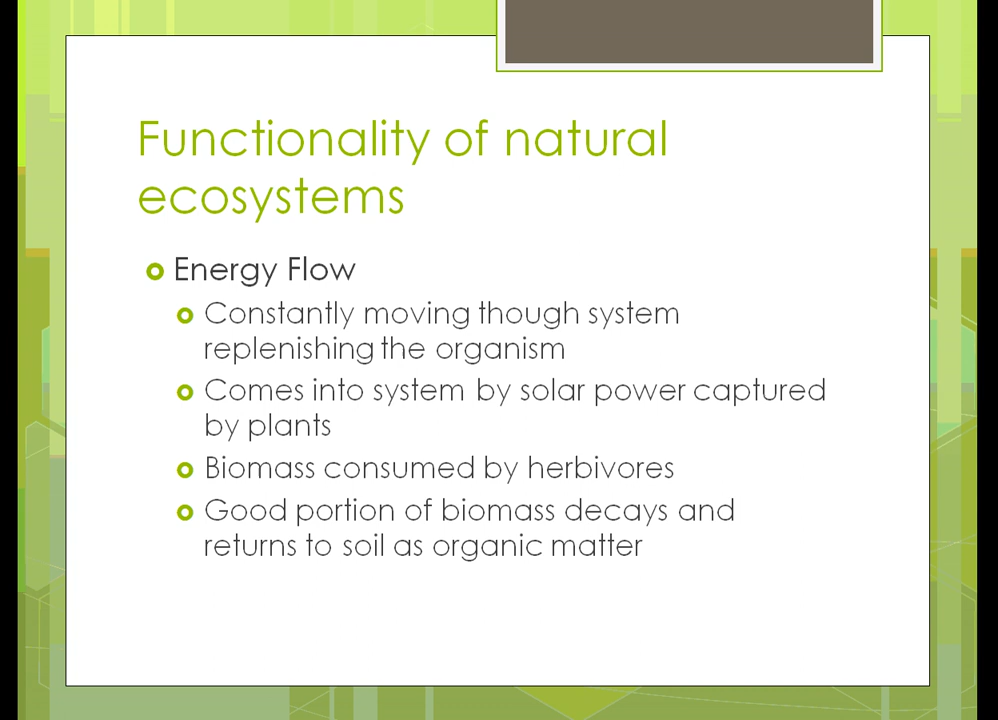 Functionality of natural
ecosystems
Energy Flow
Constantly moving though system
replenishing the organism
Comes into system by solar power captured
by plants
Biomass consumed by herbivores
Good portion of biomass decays and
returns to soil as organic matter